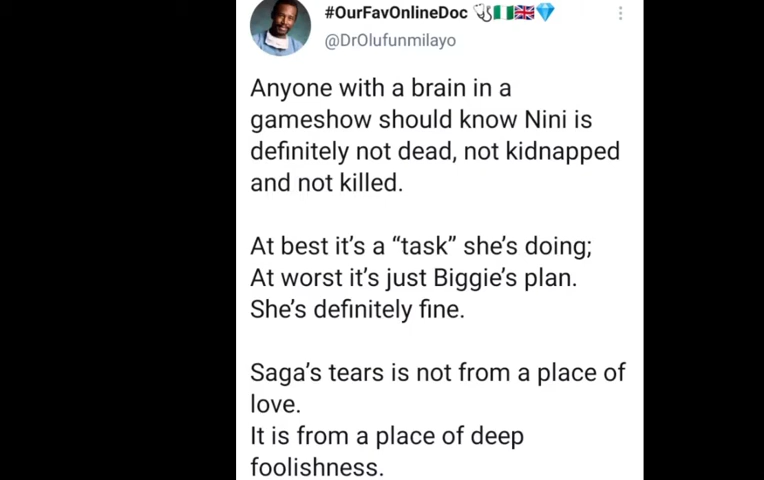 #OurFavOnlineDoc 🩺🇳🇬🇬🇧💎
@DrOlufunmilayo
Anyone with a brain in a
gameshow should know Nini is
definitely not dead, not kidnapped
and not killed.
At best it's a “task” she's doing;
At worst it's just Biggie's plan.
She's definitely fine.
Saga's tears is not from a place of
love.
It is from a place of deep
foolishness.